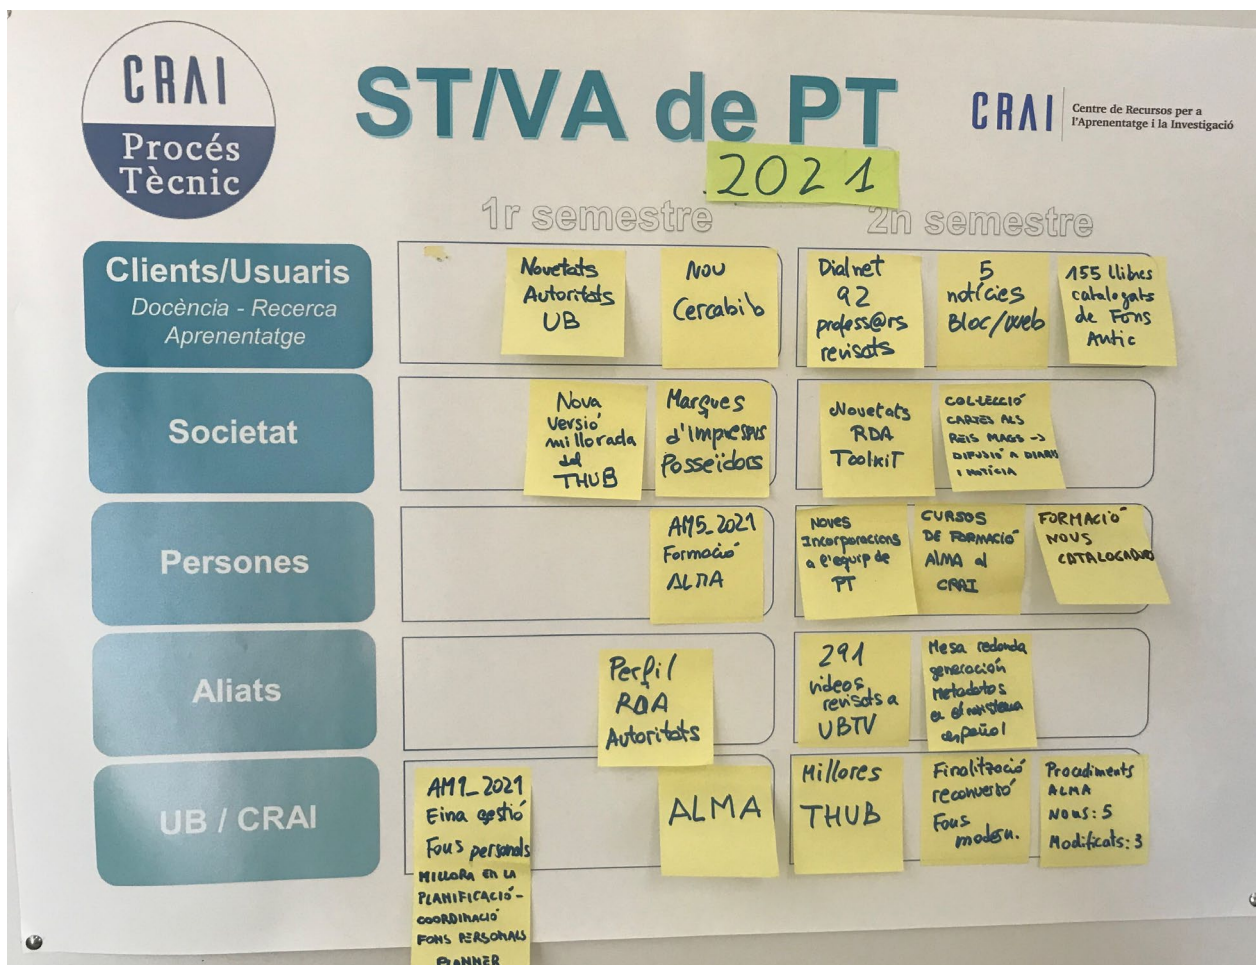 CRAI
Procés
Tècnic
ST/VA de PT
2021
CRAI
Centre de Recursos per a
l'Aprenentatge i la Investigació
1r semestre
2n semestre
Clients/Usuaris
Docència - Recerca
Aprenentatge
Novetats
Autoritats
UB
Nou
Cercabib
Dialnet
92
profess@rs
revisats
5
notícies
Bloc/web
155 llibres
catalogats
de Fons
Antic
Societat
Nova
Versió
millorada
del
THUB
Marques
d'Impresors
Posseïdors
Novetats
RDA
Toolkit
COL·LECCIÓ
CARTES ALS
REIS MAGS ->
DIFUSIÓ A DIARIS
I NOTÍCIA
Persones
AM5_2021
Formació
ALMA
Noves
Incorporacions
a l'equip de
PT
CURSOS
DE FORMACIÓ
ALMA al
CRAI
FORMACIÓ
NOUS
CATALOGADORS
Aliats
Perfil
RDA
Autoritats
291
vídeos
revisats a
UBTV
Mesa redonda
generación
Metadatos
en el
español
UB / CRAI
AM1_2021
Eina gestió
Fons personals
MILLORA EN LA
PLANIFICACIÓ-
COORDINACIÓ
FONS PERSONALS
PLANNER
ALMA
Millores
THUB
Finalització
reconversió
Fons
modern.
Procediments
ALMA
Nous: 5
Modificats: 3